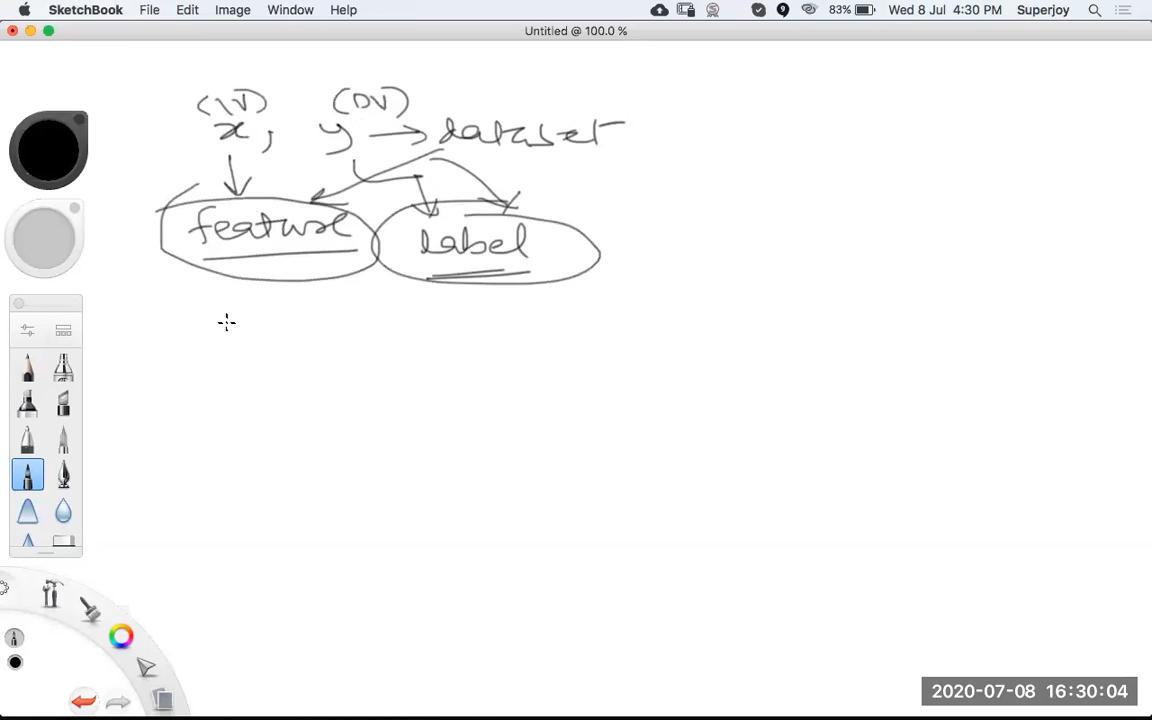 SketchBook File Edit Image Window Help 9 83% Wed 8 Jul 4:30 PM Superjoy
Untitled @ 100.0 %
(IV) (DV)
x, y → dataset
feature label
2020-07-08 16:30:04